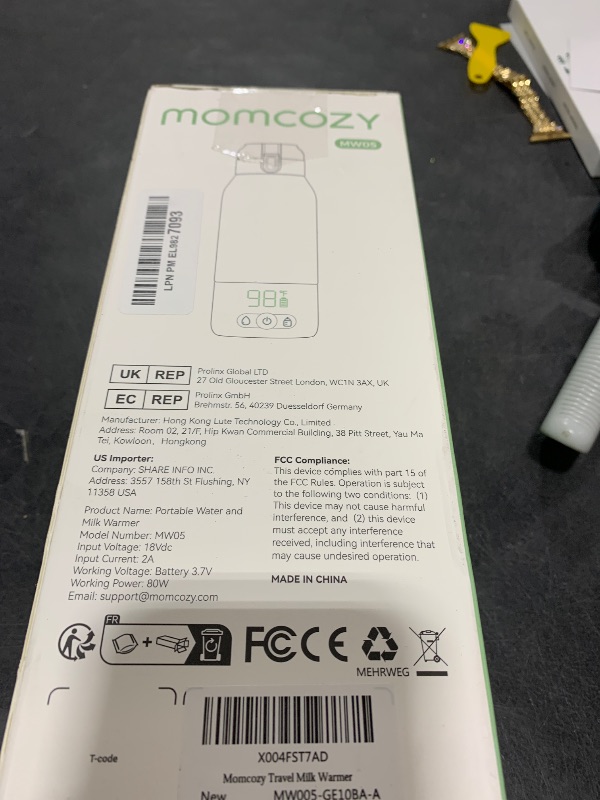 momcozy
MW05
LPN PM EL9827093
98°F
UK REP
Prolinx Global LTD
27 Old Gloucester Street London, WC1N 3AX, UK
EC REP
Prolinx GmbH
Brehmstr. 56, 40239 Duesseldorf Germany
Manufacturer: Hong Kong Lute Technology Co., Limited
Address: Room 02, 21/F, Hip Kwan Commercial Building, 38 Pitt Street, Yau Ma
Tei, Kowloon, Hongkong
US Importer:
Company: SHARE INFO INC.
Address: 3557 158th St Flushing, NY
11358 USA
Product Name: Portable Water and
Milk Warmer
Model Number: MW05
Input Voltage: 18Vdc
Input Current: 2A
Working Voltage: Battery 3.7V
Working Power: 80W
Email: support@momcozy.com
FCC Compliance:
This device complies with part 15 of
the FCC Rules. Operation is subject
to the following two conditions: (1)
This device may not cause harmful
interference, and (2) this device
must accept any interference
received, including interference that
may cause undesired operation.
MADE IN CHINA
FR
FC CE
MEHRWEG
T-code
X004FST7AD
Momcozy Travel Milk Warmer
New MW005-GE10BA-A